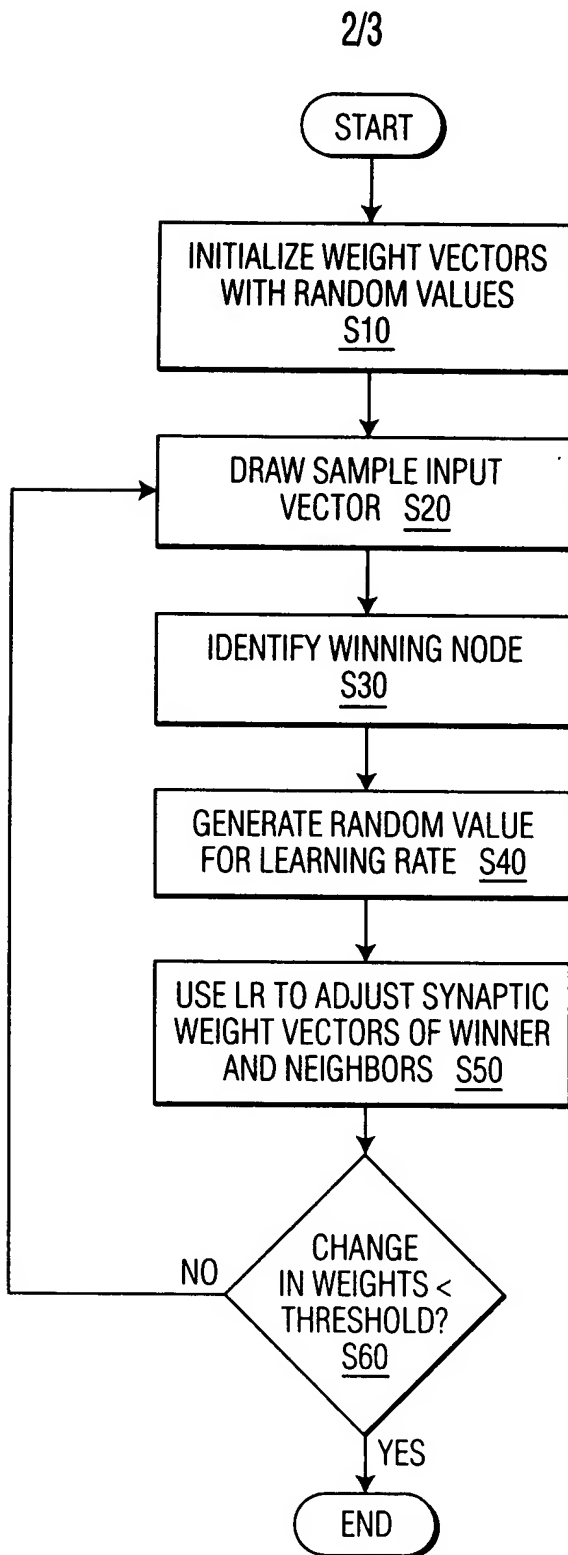 2/3
START
INITIALIZE WEIGHT VECTORS
WITH RANDOM VALUES
S10
DRAW SAMPLE INPUT
VECTOR S20
IDENTIFY WINNING NODE
S30
GENERATE RANDOM VALUE
FOR LEARNING RATE S40
USE LR TO ADJUST SYNAPTIC
WEIGHT VECTORS OF WINNER
AND NEIGHBORS S50
CHANGE
IN WEIGHTS <
THRESHOLD?
S60
NO
YES
END